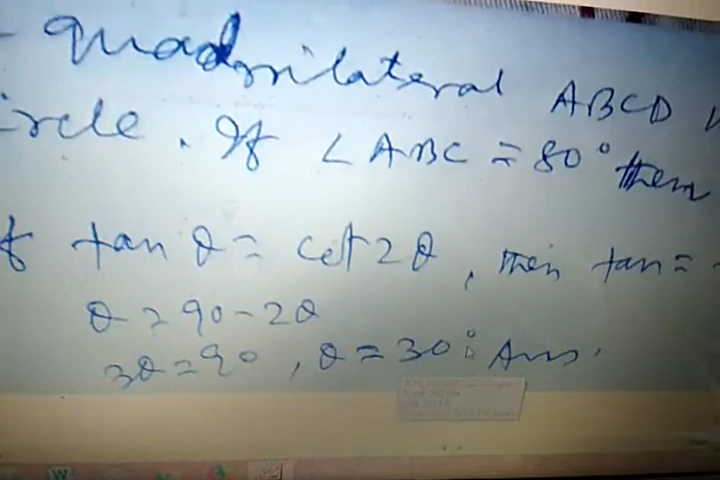 quadrilateral ABCD
ircle. If ∠ABC = 80° then
f tan θ = cot 2θ, then tan =
θ = 90 - 2θ
3θ = 90, θ = 30° Ans.